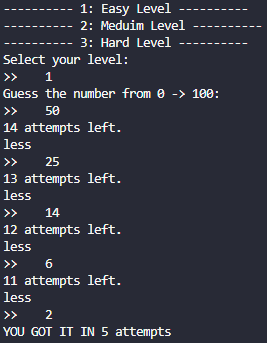 ---------- 1: Easy Level ----------
---------- 2: Meduim Level ----------
---------- 3: Hard Level ----------
Select your level:
>>    1
Guess the number from 0 -> 100:
>>    50
14 attempts left.
less
>>    25
13 attempts left.
less
>>    14
12 attempts left.
less
>>    6
11 attempts left.
less
>>    2
YOU GOT IT IN 5 attempts